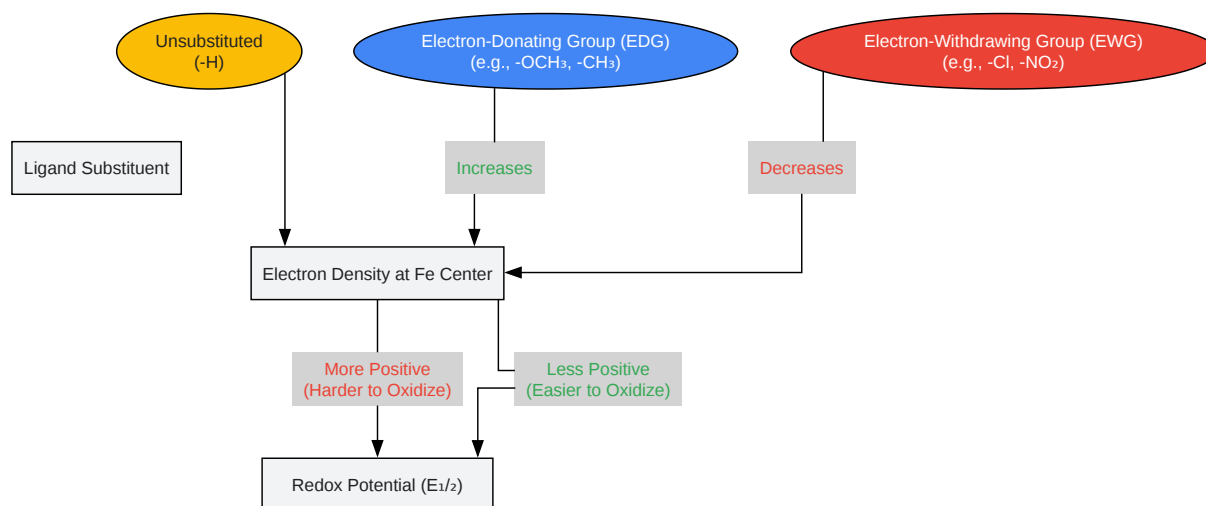 Unsubstituted
(-H)
Electron-Donating Group (EDG)
(e.g., -OCH₃, -CH₃)
Electron-Withdrawing Group (EWG)
(e.g., -Cl, -NO₂)
Ligand Substituent
Increases
Decreases
Electron Density at Fe Center
More Positive
(Harder to Oxidize)
Less Positive
(Easier to Oxidize)
Redox Potential (E₁/₂)